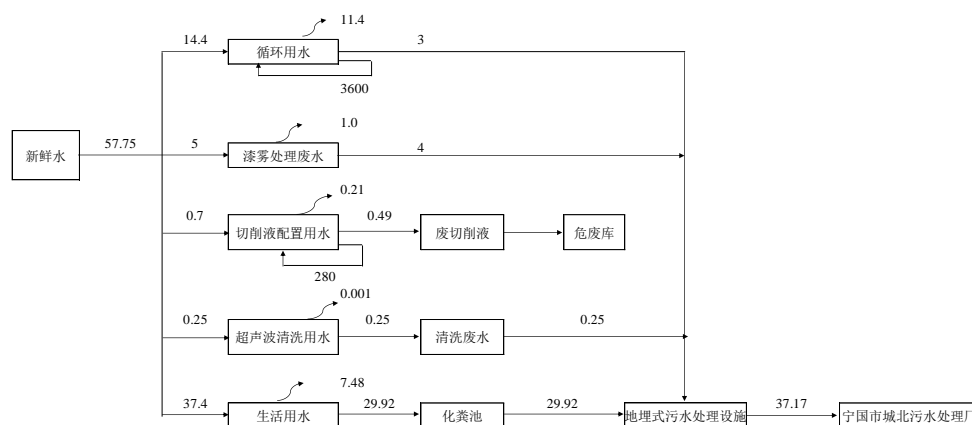 11.4
14.4
循环用水
3
3600
1.0
57.75
5
4
新鲜水
漆雾处理废水
0.21
0.7
0.49
切削液配置用水
废切削液
危废库
280
0.001
0.25
0.25
0.25
超声波清洗用水
清洗废水
7.48
37.4
29.92
29.92
37.17
生活用水
化粪池
地埋式污水处理设施
宁国市城北污水处理厂